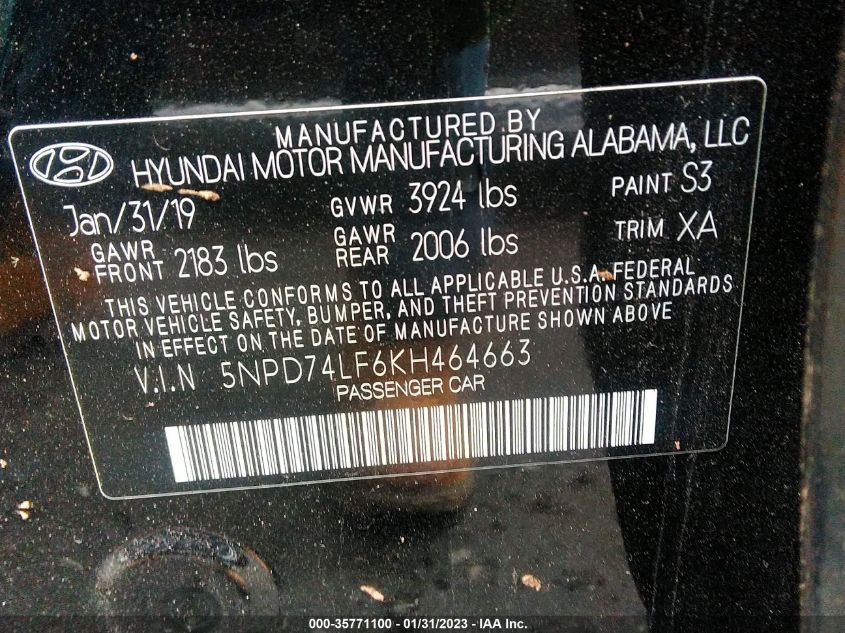 MANUFACTURED BY
HYUNDAI MOTOR MANUFACTURING ALABAMA, LLC
Jan/31/19 GVWR 3924 lbs PAINT S3
GAWR FRONT 2183 lbs GAWR REAR 2006 lbs TRIM XA
THIS VEHICLE CONFORMS TO ALL APPLICABLE U.S.A. FEDERAL
MOTOR VEHICLE SAFETY, BUMPER, AND THEFT PREVENTION STANDARDS
IN EFFECT ON THE DATE OF MANUFACTURE SHOWN ABOVE
V.I.N 5NPD74LF6KH464663
PASSENGER CAR
000-35771100 - 01/31/2023 - IAA Inc.